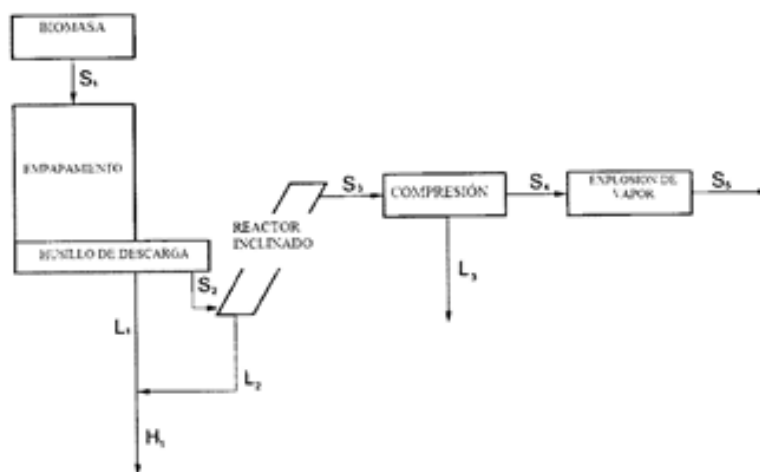 BIOMASA
S₁
EMPAPAMIENTO
HUSILLO DE DESCARGA
S₂
REACTOR
INCLINADO
S₃
COMPRESIÓN
S₄
EXPLOSION DE
VAPOR
S₅
L₃
L₁
L₂
H₁